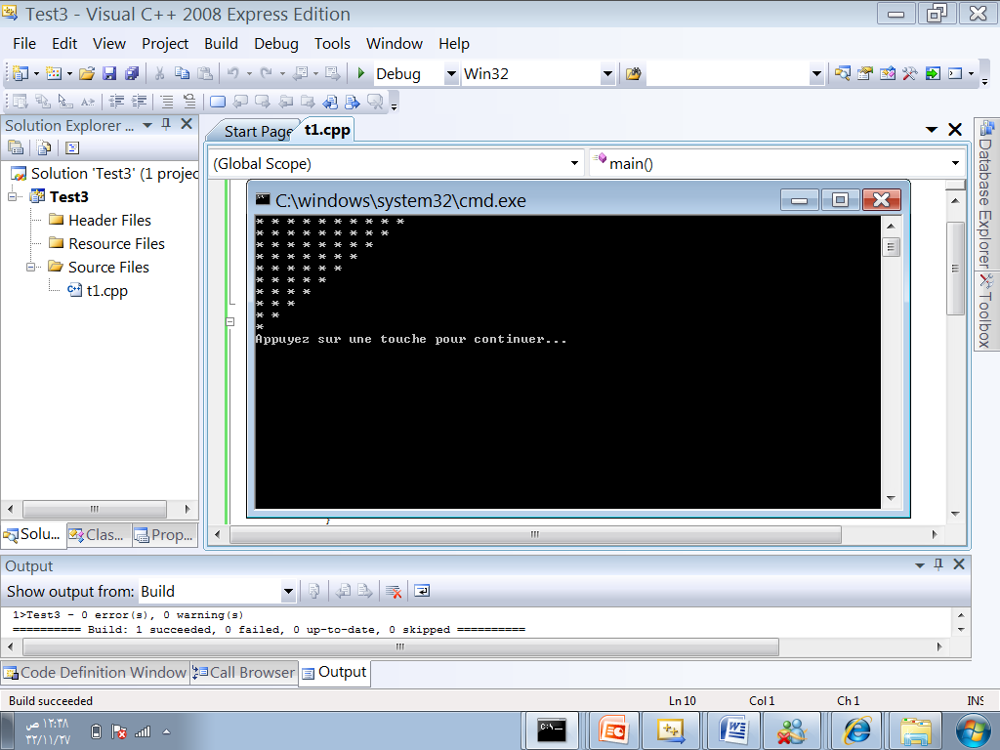 Test3 - Visual C++ 2008 Express Edition
File Edit View Project Build Debug Tools Window Help
Debug Win32
Solution Explorer ...
Start Page t1.cpp
(Global Scope) main()
Solution 'Test3' (1 projec
Test3
Header Files
Resource Files
Source Files
t1.cpp
C:\windows\system32\cmd.exe
* * * * * * * * * *
* * * * * * * * *
* * * * * * * *
* * * * * * *
* * * * * *
* * * * *
* * * *
* * *
* *
*
Appuyez sur une touche pour continuer...
}
Database Explorer
Toolbox
Solu... Clas... Prop...
Output
Show output from: Build
1>Test3 - 0 error(s), 0 warning(s)
========== Build: 1 succeeded, 0 failed, 0 up-to-date, 0 skipped ==========
Code Definition Window Call Browser Output
Build succeeded Ln 10 Col 1 Ch 1 INS
١٢:٣٨ ص
٣٢/١١/٢٧
C:\_